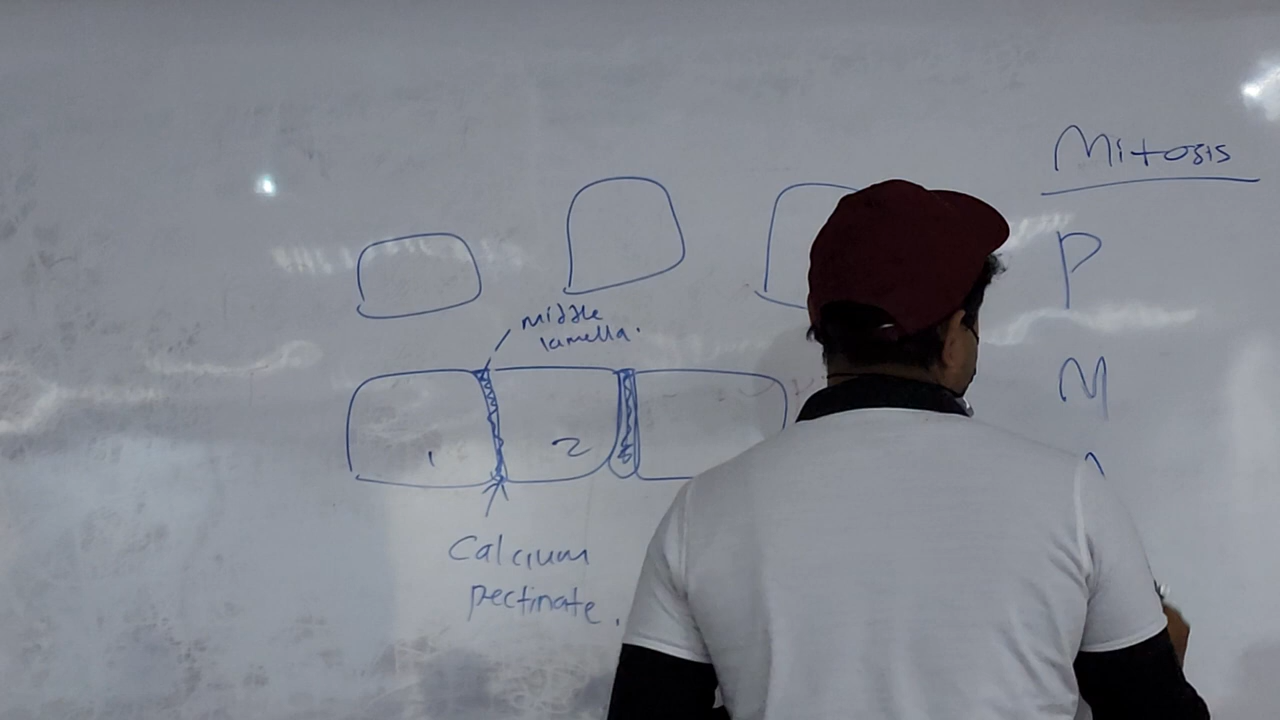 Mitosis
P
M
middle
lamella.
1 2
Calcium
pectinate.